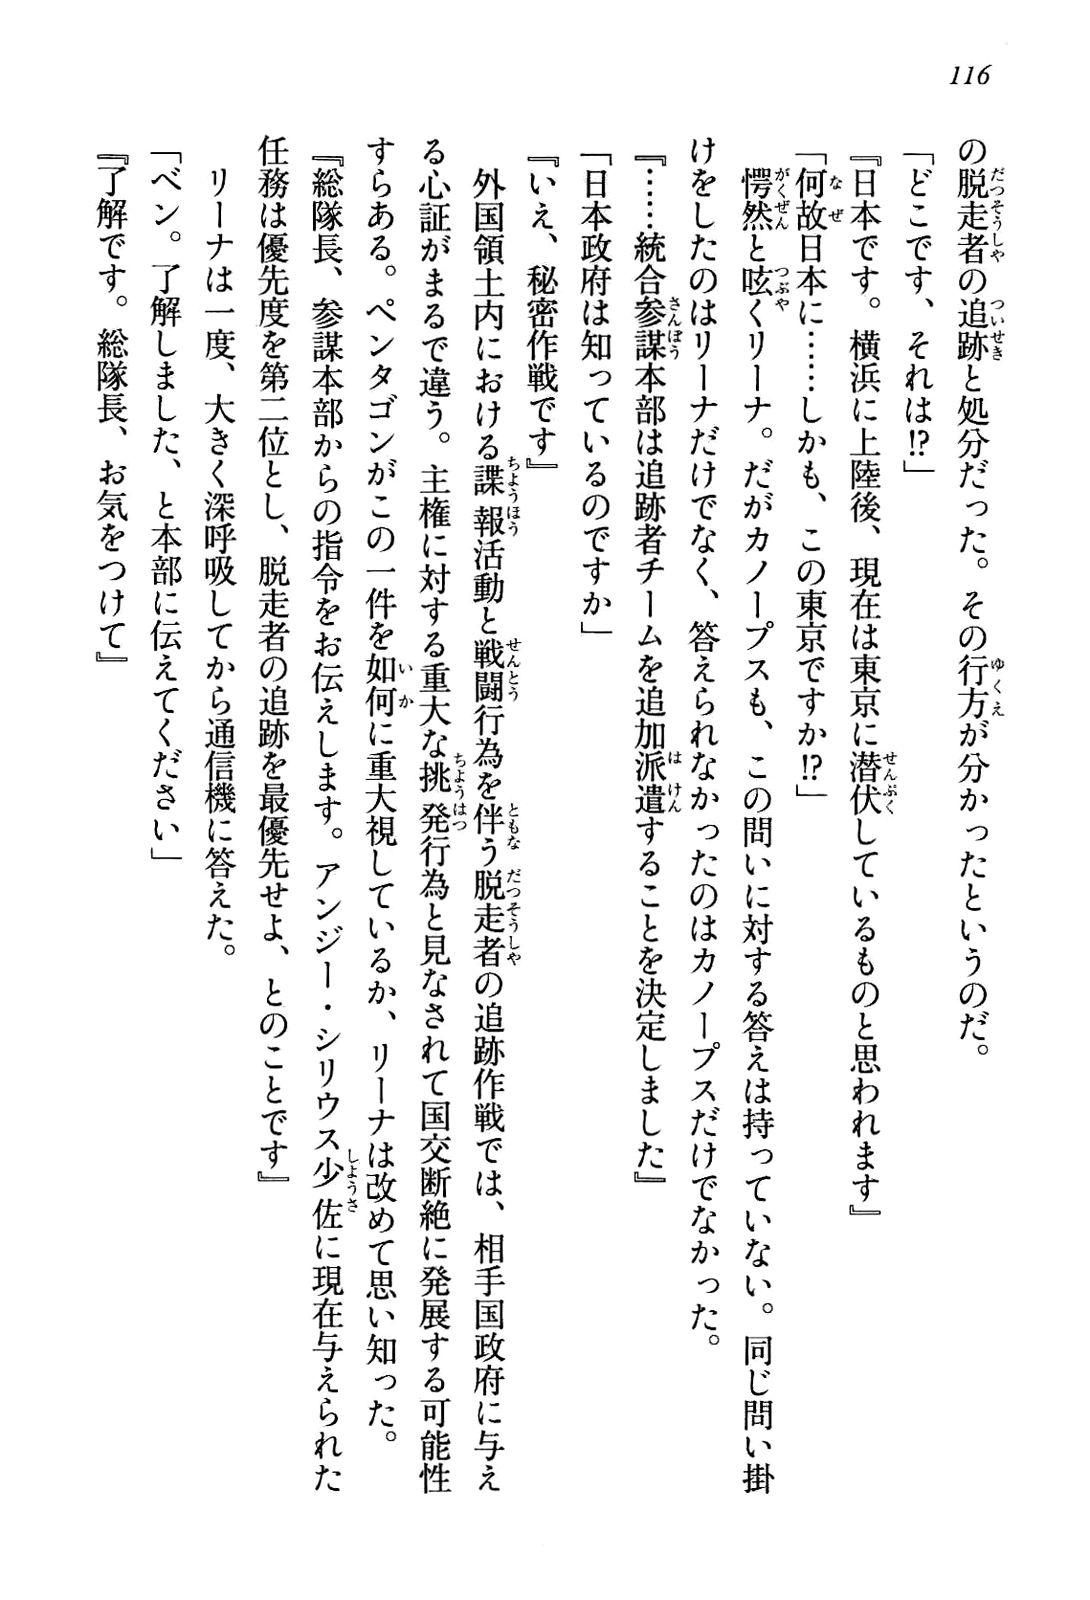 116
の脱走者の追跡と処分だった。その行方が分かったというのだ。
「どこです、それは!?」
『日本です。横浜に上陸後、現在は東京に潜伏しているものと思われます』
「何故日本に……しかも、この東京ですか!?」
愕然と呟くリーナ。だがカノープスも、この問いに対する答えは持っていない。同じ問い掛
けをしたのはリーナだけでなく、答えられなかったのはカノープスだけでなかった。
『……統合参謀本部は追跡者チームを追加派遣することを決定しました』
「日本政府は知っているのですか」
『いえ、秘密作戦です』
外国領土内における諜報活動と戦闘行為を伴う脱走者の追跡作戦では、相手国政府に与え
る心証がまるで違う。主権に対する重大な挑発行為と見なされて国交断絶に発展する可能性
すらある。ペンタゴンがこの一件を如何に重大視しているか、リーナは改めて思い知った。
『総隊長、参謀本部からの指令をお伝えします。アンジー・シリウス少佐に現在与えられた
任務は優先度を第二位とし、脱走者の追跡を最優先せよ、とのことです』
リーナは一度、大きく深呼吸してから通信機に答えた。
「ベン。了解しました、と本部に伝えてください」
『了解です。総隊長、お気をつけて』